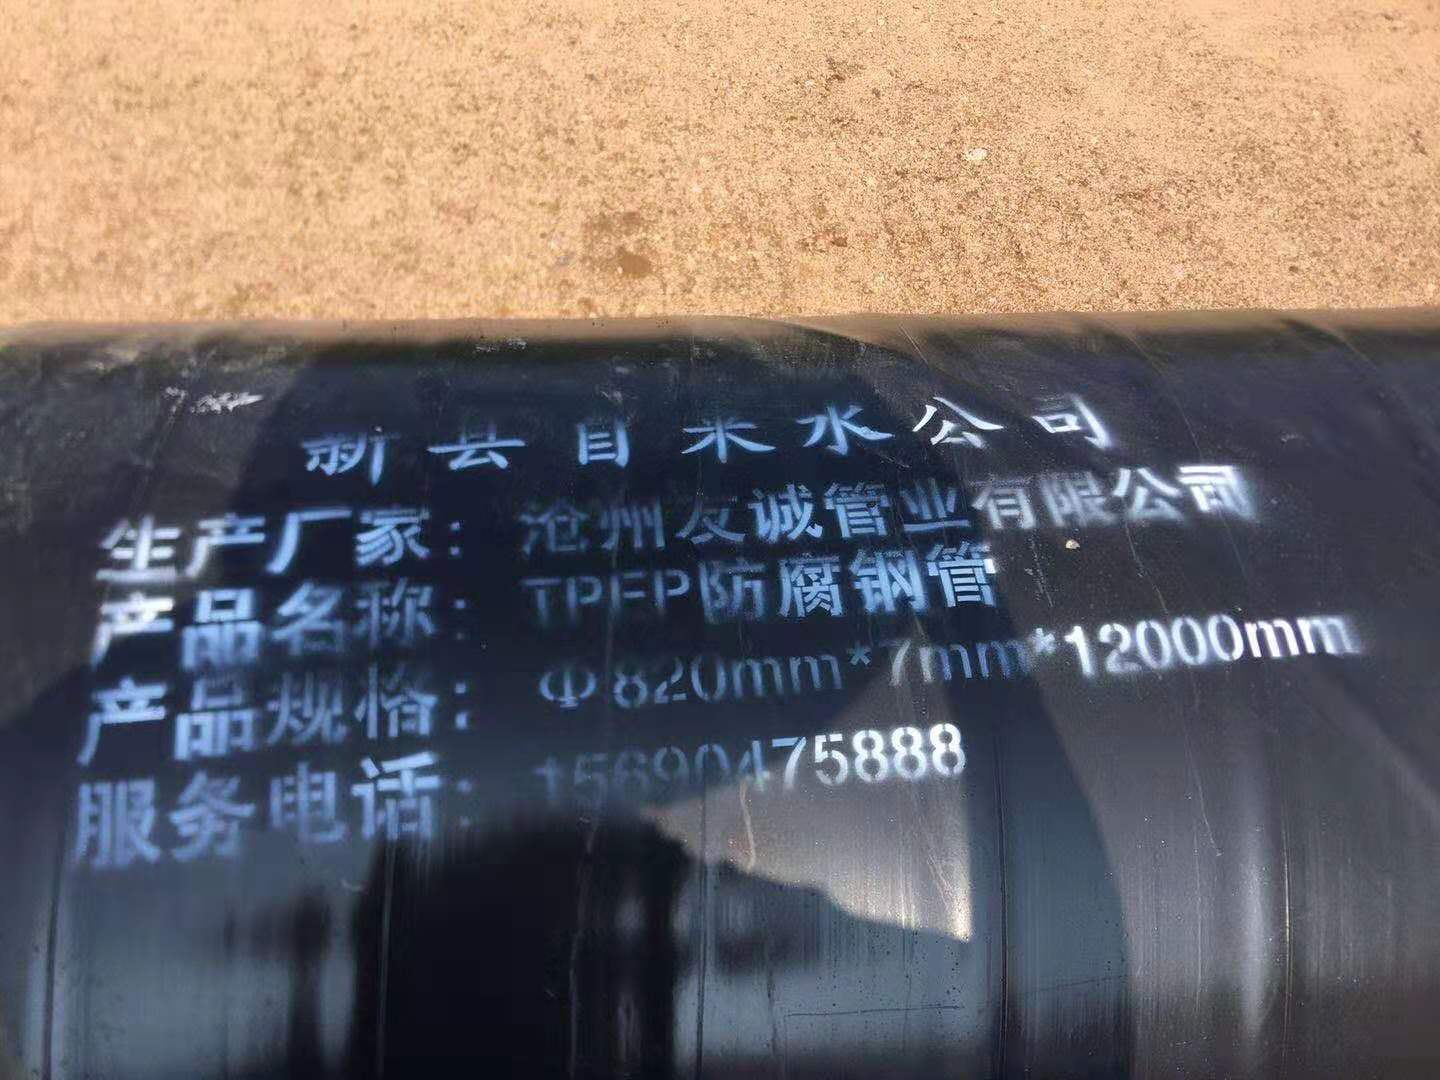 新县自来水公司
生产厂家：沧州友诚管业有限公司
产品名称：TPEP防腐钢管
产品规格：Φ820mm*7mm*12000mm
服务电话：15690475888